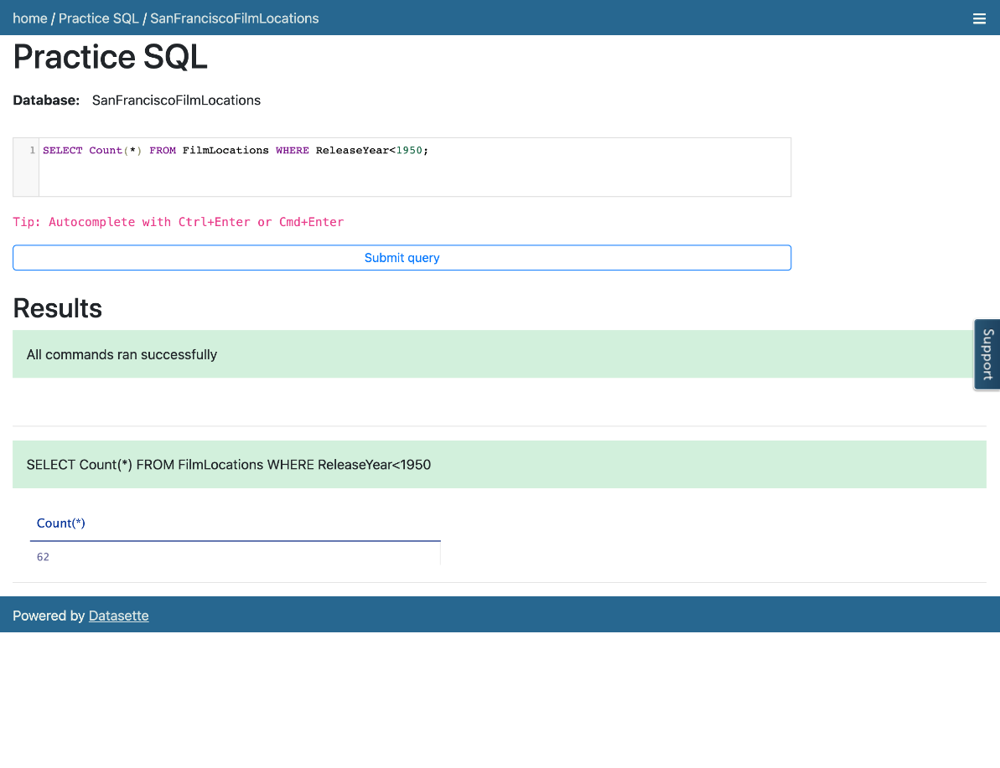 home / Practice SQL / SanFranciscoFilmLocations
Practice SQL
Database: SanFranciscoFilmLocations
1 SELECT Count(*) FROM FilmLocations WHERE ReleaseYear<1950;
Tip: Autocomplete with Ctrl+Enter or Cmd+Enter
Submit query
Results
All commands ran successfully
Support
SELECT Count(*) FROM FilmLocations WHERE ReleaseYear<1950
Count(*)
62
Powered by Datasette